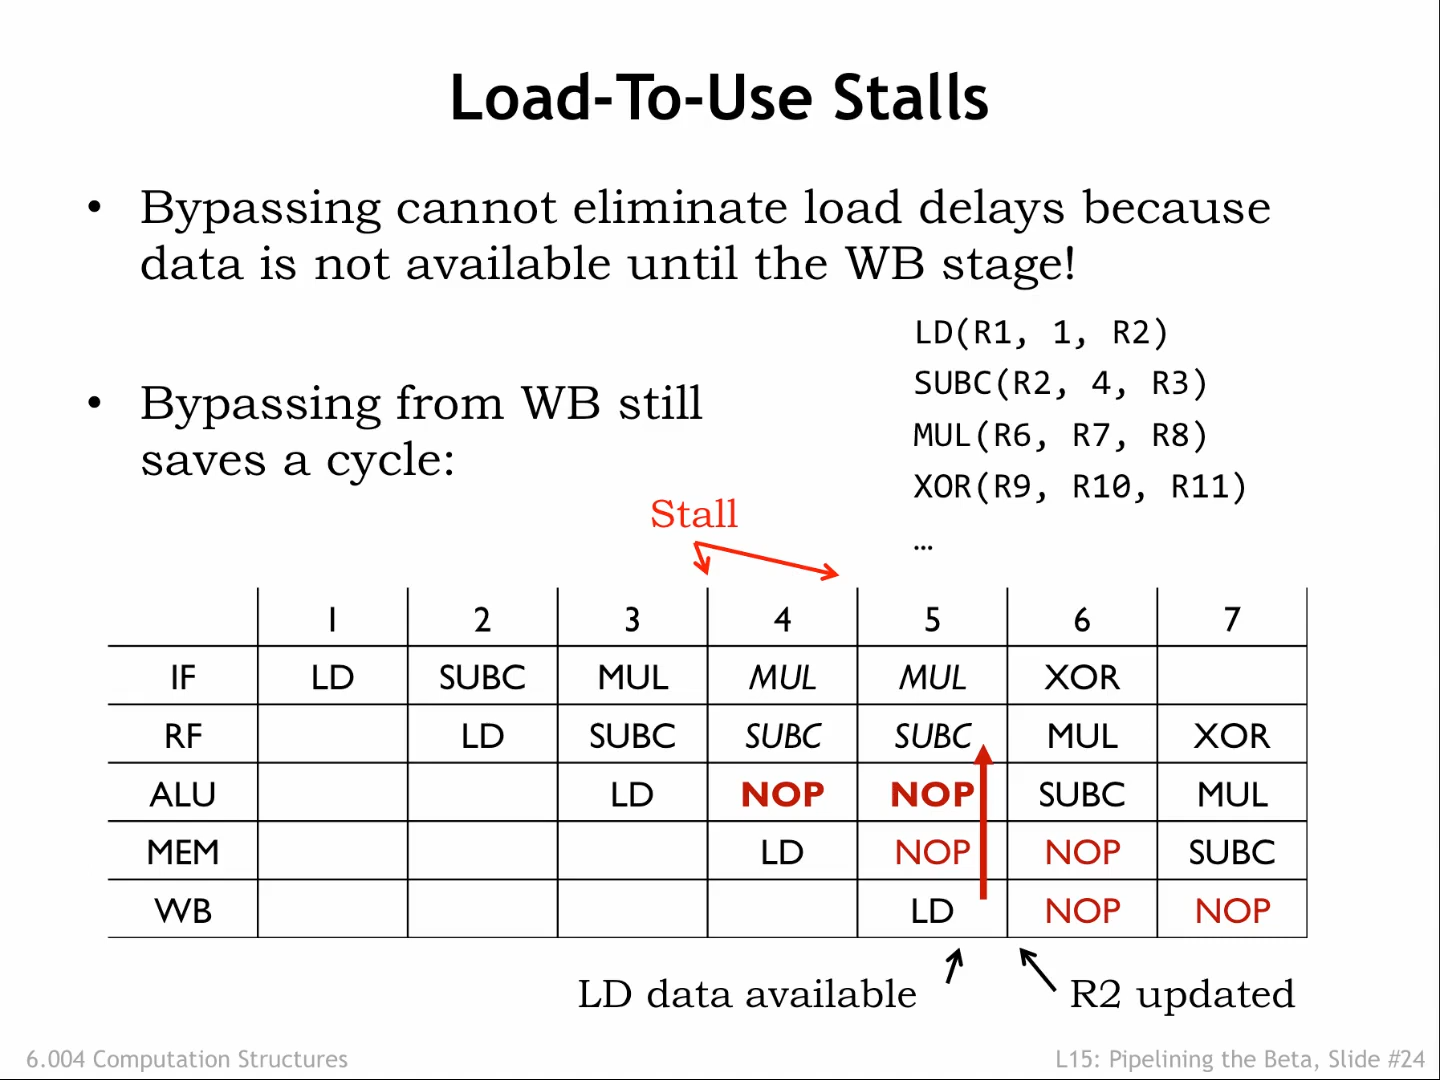 Load-To-Use Stalls
• Bypassing cannot eliminate load delays because
data is not available until the WB stage!
LD(R1, 1, R2)
SUBC(R2, 4, R3)
MUL(R6, R7, R8)
XOR(R9, R10, R11)
…
• Bypassing from WB still
saves a cycle:
Stall
1 2 3 4 5 6 7
IF LD SUBC MUL MUL MUL XOR
RF LD SUBC SUBC SUBC MUL XOR
ALU LD NOP NOP SUBC MUL
MEM LD NOP NOP SUBC
WB LD NOP NOP
LD data available R2 updated
6.004 Computation Structures L15: Pipelining the Beta, Slide #24